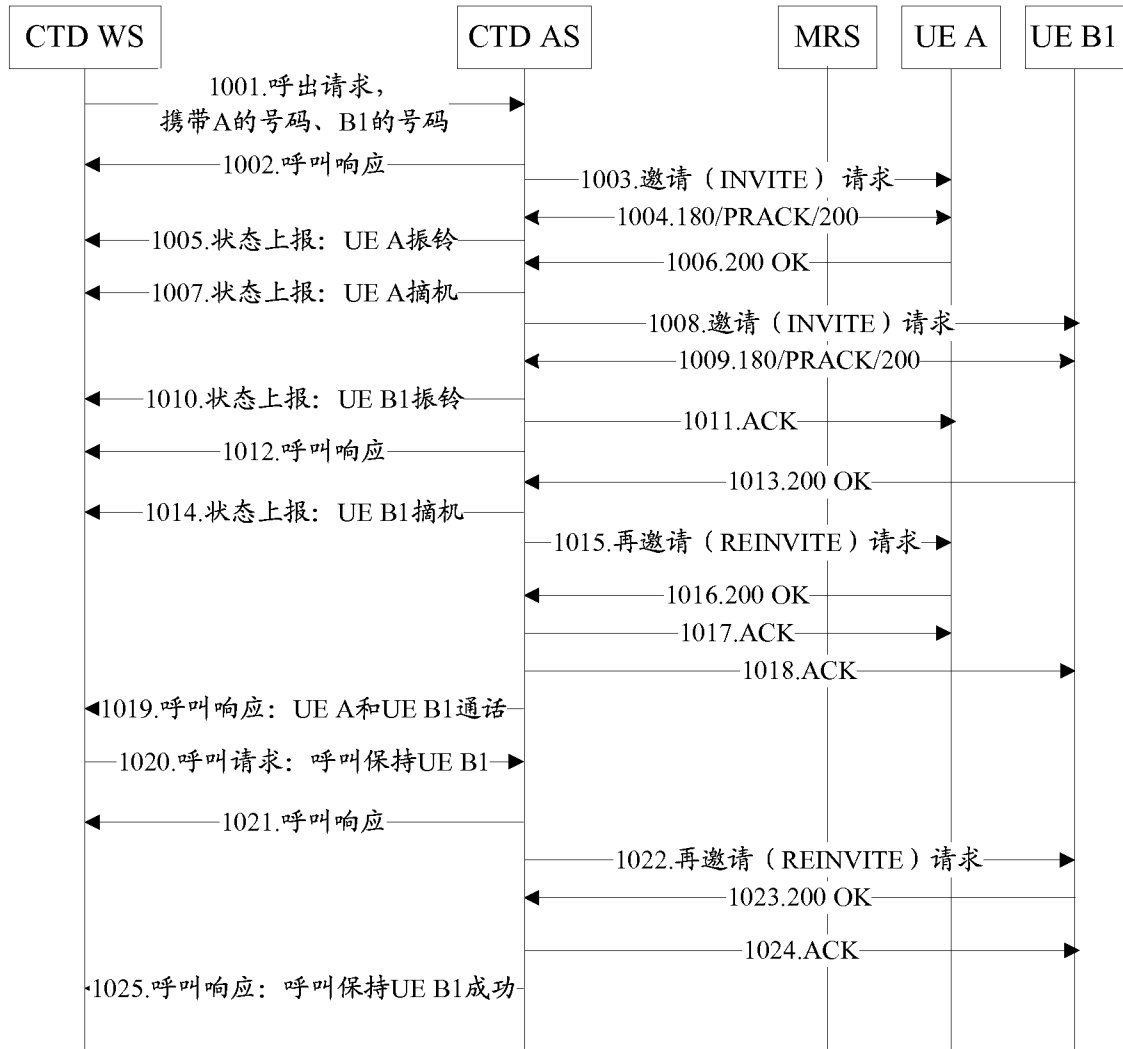 CTD WS
CTD AS
MRS
UE A
UE B1
1001.呼出请求，
携带A的号码、B1的号码
1002.呼叫响应
1003.邀请（INVITE） 请求
1004.180/PRACK/200
1005.状态上报：UE A振铃
1006.200 OK
1007.状态上报：UE A摘机
1008.邀请（INVITE）请求
1009.180/PRACK/200
1010.状态上报：UE B1振铃
1011.ACK
1012.呼叫响应
1013.200 OK
1014.状态上报：UE B1摘机
1015.再邀请（REINVITE）请求
1016.200 OK
1017.ACK
1018.ACK
1019.呼叫响应：UE A和UE B1通话
1020.呼叫请求：呼叫保持UE B1
1021.呼叫响应
1022.再邀请（REINVITE）请求
1023.200 OK
1024.ACK
1025.呼叫响应：呼叫保持UE B1成功